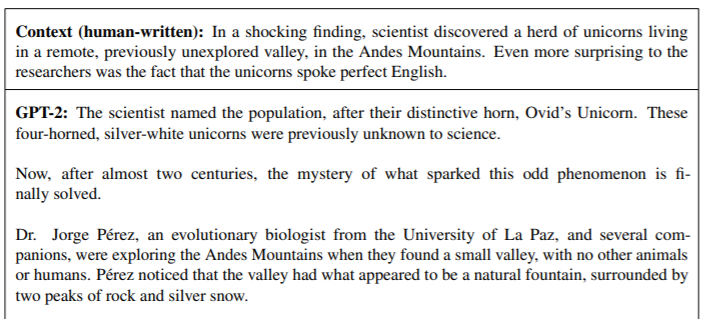 Context (human-written): In a shocking finding, scientist discovered a herd of unicorns living
in a remote, previously unexplored valley, in the Andes Mountains. Even more surprising to the
researchers was the fact that the unicorns spoke perfect English.
GPT-2: The scientist named the population, after their distinctive horn, Ovid's Unicorn. These
four-horned, silver-white unicorns were previously unknown to science.
Now, after almost two centuries, the mystery of what sparked this odd phenomenon is fi-
nally solved.
Dr. Jorge Pérez, an evolutionary biologist from the University of La Paz, and several com-
panions, were exploring the Andes Mountains when they found a small valley, with no other animals
or humans. Pérez noticed that the valley had what appeared to be a natural fountain, surrounded by
two peaks of rock and silver snow.